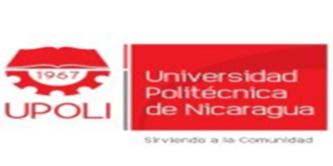 1967
UPOLI
Universidad
Politécnica
de Nicaragua
Sirviendo a la Comunidad